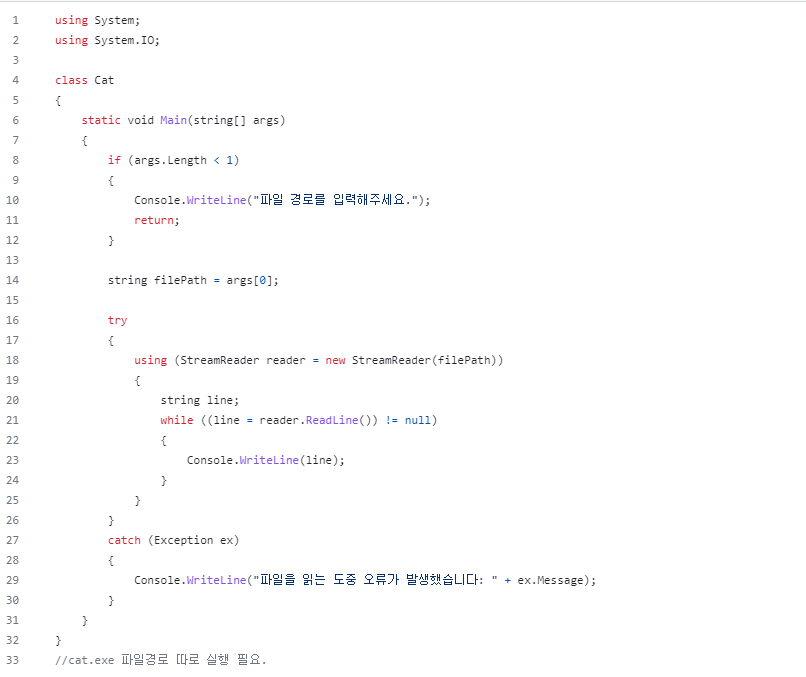 1 using System;
2 using System.IO;
3
4 class Cat
5 {
6     static void Main(string[] args)
7     {
8         if (args.Length < 1)
9         {
10             Console.WriteLine("파일 경로를 입력해주세요.");
11             return;
12         }
13
14         string filePath = args[0];
15
16         try
17         {
18             using (StreamReader reader = new StreamReader(filePath))
19             {
20                 string line;
21                 while ((line = reader.ReadLine()) != null)
22                 {
23                     Console.WriteLine(line);
24                 }
25             }
26         }
27         catch (Exception ex)
28         {
29             Console.WriteLine("파일을 읽는 도중 오류가 발생했습니다: " + ex.Message);
30         }
31     }
32 }
33 //cat.exe 파일경로 따로 실행 필요.